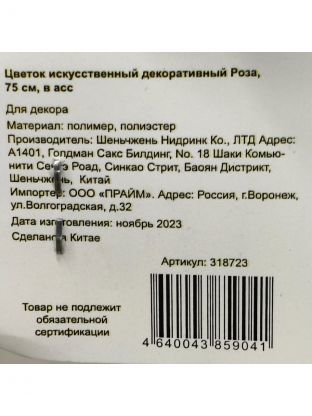 Цветок искусственный декоративный Роза,
75 см, в асс
Для декора
Материал: полимер, полиэстер
Производитель: Шеньчжень Нидринк Ко., ЛТД Адрес:
А1401, Голдман Сакс Билдинг, No. 18 Шаки Комью-
нити Роад, Синкао Стрит, Баоян Дистрикт,
Шеньчжень, Китай
Импортер: ООО «ПРАЙМ». Адрес: Россия, г.Воронеж,
ул.Волгоградская, д.32
Дата изготовления: ноябрь 2023
Сделано в Китае
Артикул: 318723
Товар не подлежит
обязательной
сертификации
4 640043 859041